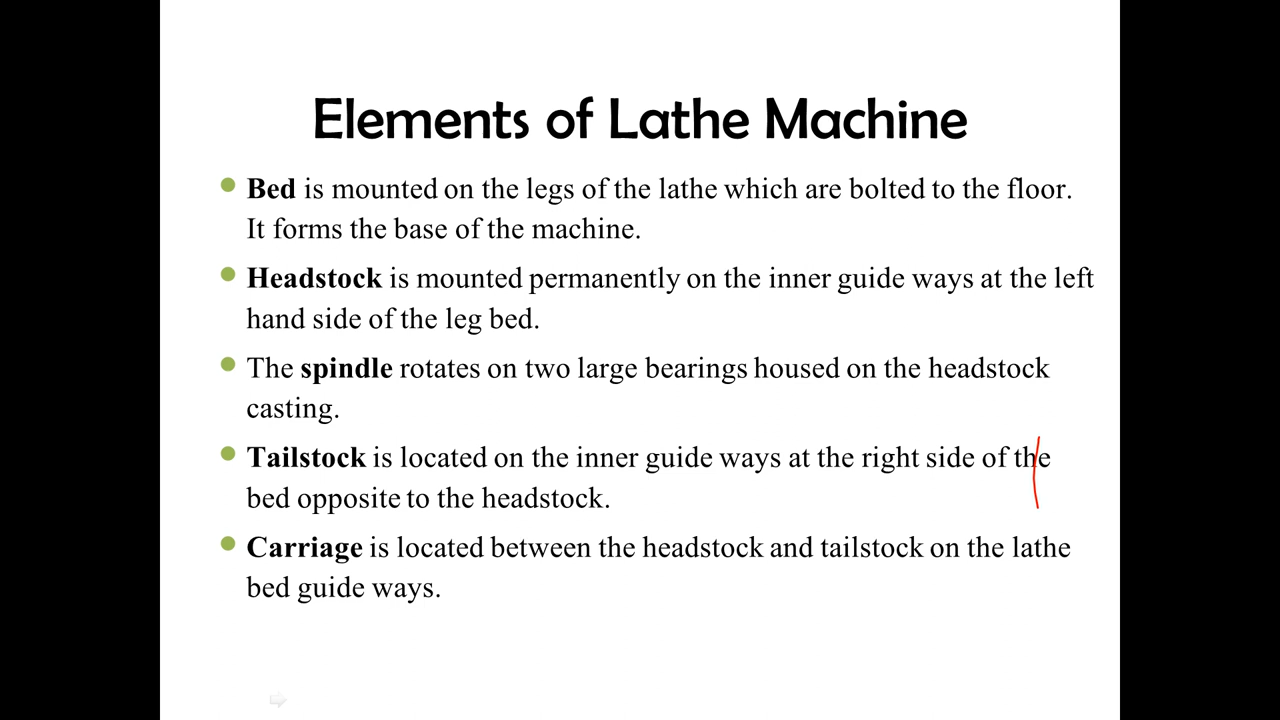 Elements of Lathe Machine
Bed is mounted on the legs of the lathe which are bolted to the floor.
It forms the base of the machine.
Headstock is mounted permanently on the inner guide ways at the left
hand side of the leg bed.
The spindle rotates on two large bearings housed on the headstock
casting.
Tailstock is located on the inner guide ways at the right side of the
bed opposite to the headstock.
Carriage is located between the headstock and tailstock on the lathe
bed guide ways.